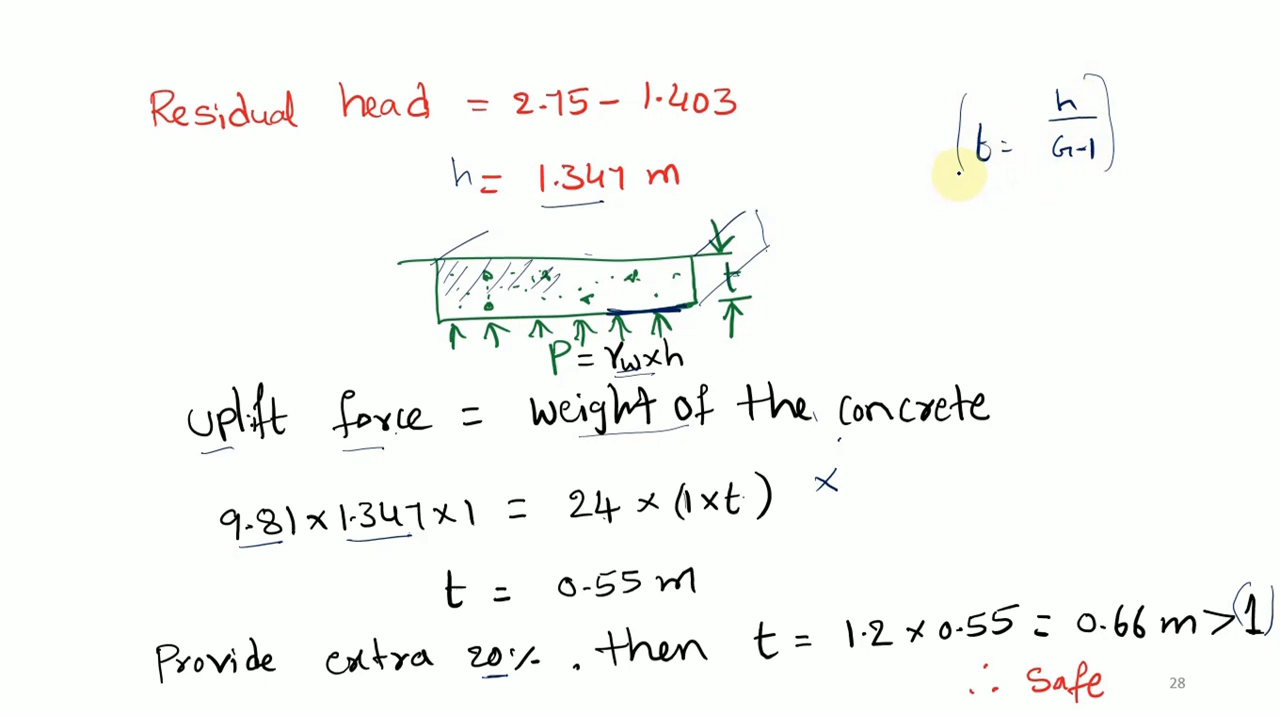 Residual head = 2.75 - 1.403
(t = h/G-1)
h = 1.347 m
t
P = γw x h
Uplift force = weight of the concrete
9.81 x 1.347 x 1 = 24 x (1 x t) x
t = 0.55 m
Provide extra 20%. then t = 1.2 x 0.55 = 0.66 m > 1
∴ Safe
28